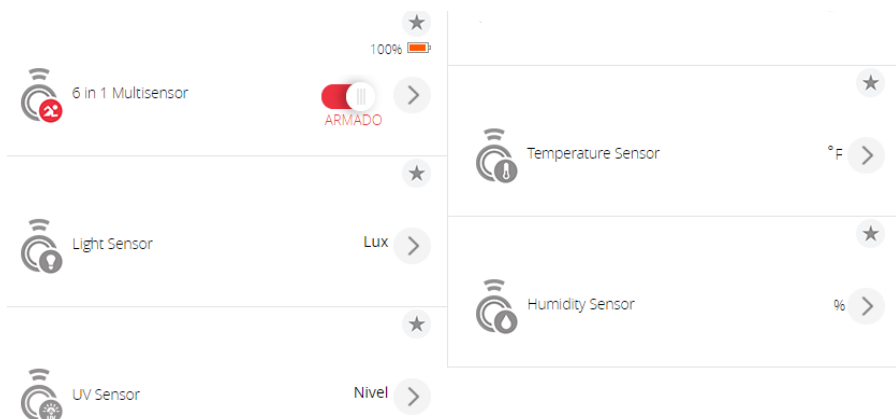 100%
6 in 1 Multisensor
ARMADO
Light Sensor Lux
UV Sensor Nivel
Temperature Sensor °F
Humidity Sensor %